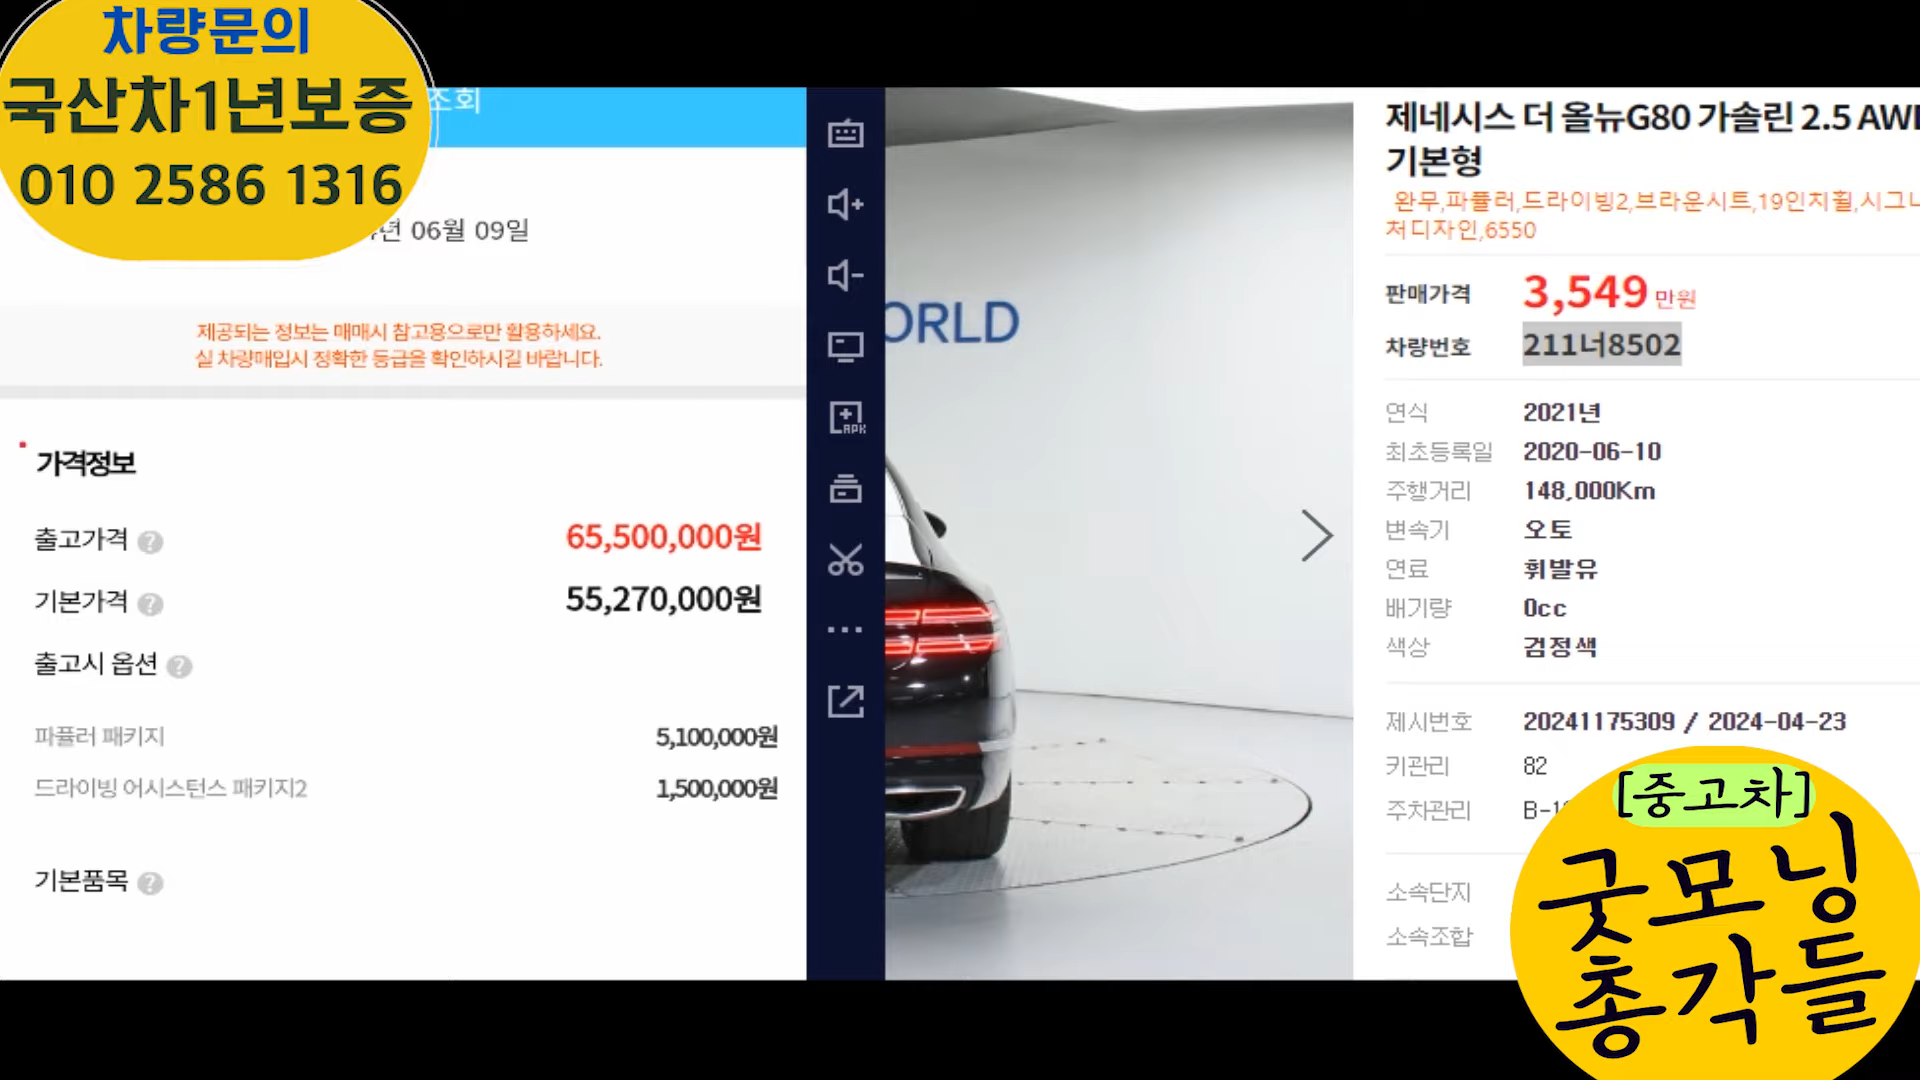 차량문의
국산차1년보증
010 2586 1316
조회
06월 09일
제공되는 정보는 매매시 참고용으로만 활용하세요.
실 차량매입시 정확한 등급을 확인하시길 바랍니다.
가격정보
출고가격 ?
65,500,000원
기본가격 ?
55,270,000원
출고시 옵션 ?
파퓰러 패키지
5,100,000원
드라이빙 어시스턴스 패키지2
1,500,000원
기본품목 ?
APK
ORLD
제네시스 더 올뉴G80 가솔린 2.5 AW
기본형
완무,파퓰러,드라이빙2,브라운시트,19인치휠,시그니
처디자인,6550
판매가격 3,549 만원
차량번호 211너8502
연식 2021년
최초등록일 2020-06-10
주행거리 148,000Km
변속기 오토
연료 휘발유
배기량 0cc
색상 검정색
제시번호 20241175309 / 2024-04-23
키관리 82
주차관리
소속단지
소속조합
[중고차]
굿모닝
총각들